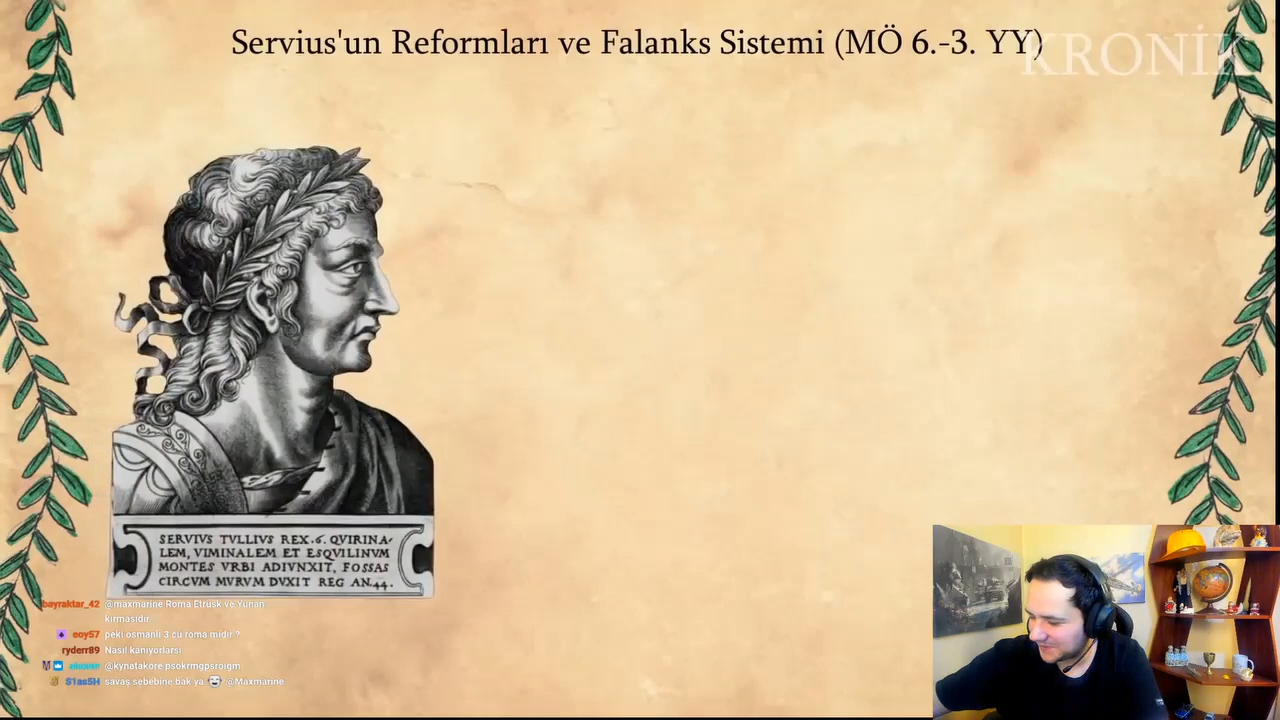 Servius'un Reformları ve Falanks Sistemi (MÖ 6.-3. YY)
KRONİK
SERVIVS TVLLIVS REX.6. QVIRINA-
LEM, VIMINALEM ET ESQVILINVM
MONTES VRBI ADIVNXIT, FOSSAS
CIRCVM MVRVM DVXIT REG AN.44.
bayraktar_42 @maxmarine Roma Etrusk ve Yunan
kırmasıdır.
eoy57 peki osmanlı 3 cü roma mıdır ?
ryderr89 Nasıl kanıyorlarsı
@kynatakore psokrmgpsroigm
S1as5H savaş sebebine bak ya @Maxmarine